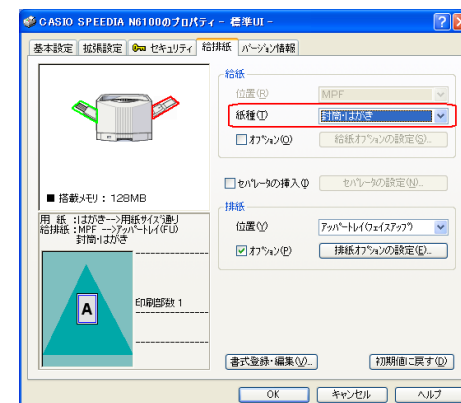 CASIO SPEEDIA N6100のプロパティ - 標準UI -
基本設定 拡張設定 セキュリティ 給排紙 バージョン情報
給紙
位置(R) MPF
紙種(T) 封筒・はがき
オプション(O) 給紙オプションの設定(S)...
■ 搭載メモリ : 128MB
セパレータの挿入(I) セパレータの設定(N)...
用 紙 :はがき-->用紙サイズ通り
給排紙 :MPF -->アッパートレイ(FU)
封筒・はがき
排紙
位置(Y) アッパートレイ(フェイスアップ)
オプション(P) 排紙オプションの設定(E)...
A
印刷部数 1
書式登録・編集(V)... 初期値に戻す(D)
OK キャンセル ヘルプ